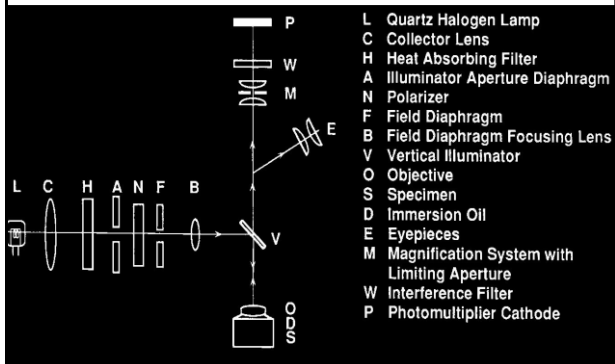 P
W
M
E
L C H A N F B
V
O
D
S
L Quartz Halogen Lamp
C Collector Lens
H Heat Absorbing Filter
A Illuminator Aperture Diaphragm
N Polarizer
F Field Diaphragm
B Field Diaphragm Focusing Lens
V Vertical Illuminator
O Objective
S Specimen
D Immersion Oil
E Eyepieces
M Magnification System with
Limiting Aperture
W Interference Filter
P Photomultiplier Cathode